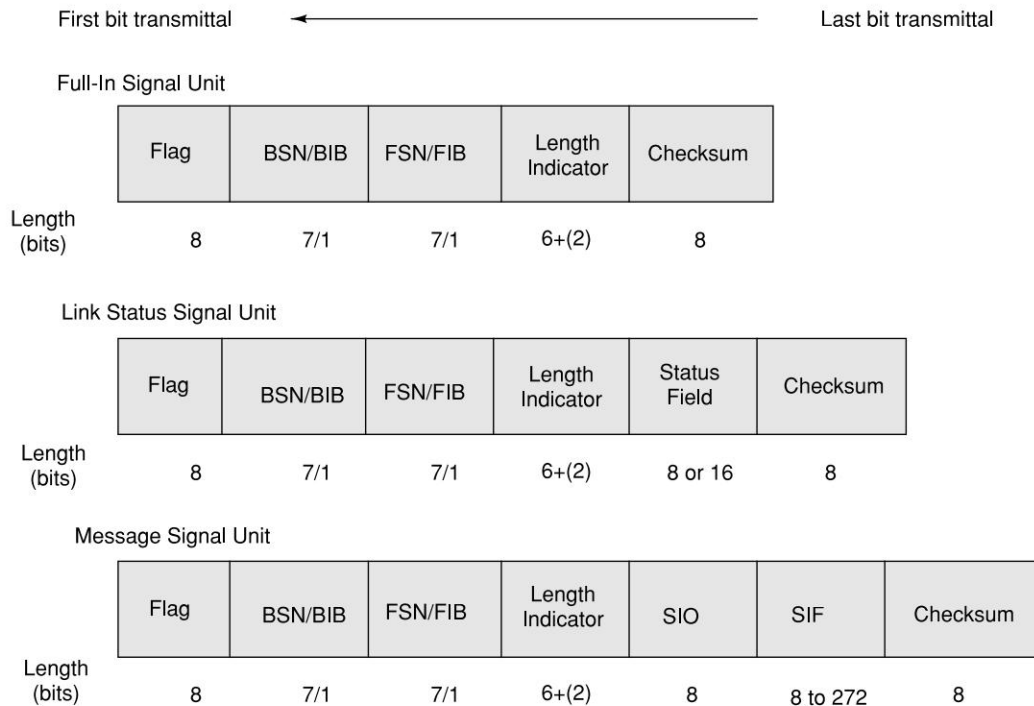 First bit transmittal
Last bit transmittal
Full-In Signal Unit
Flag
BSN/BIB
FSN/FIB
Length
Indicator
Checksum
Length
(bits)
8
7/1
7/1
6+(2)
8
Link Status Signal Unit
Flag
BSN/BIB
FSN/FIB
Length
Indicator
Status
Field
Checksum
Length
(bits)
8
7/1
7/1
6+(2)
8 or 16
8
Message Signal Unit
Flag
BSN/BIB
FSN/FIB
Length
Indicator
SIO
SIF
Checksum
Length
(bits)
8
7/1
7/1
6+(2)
8
8 to 272
8